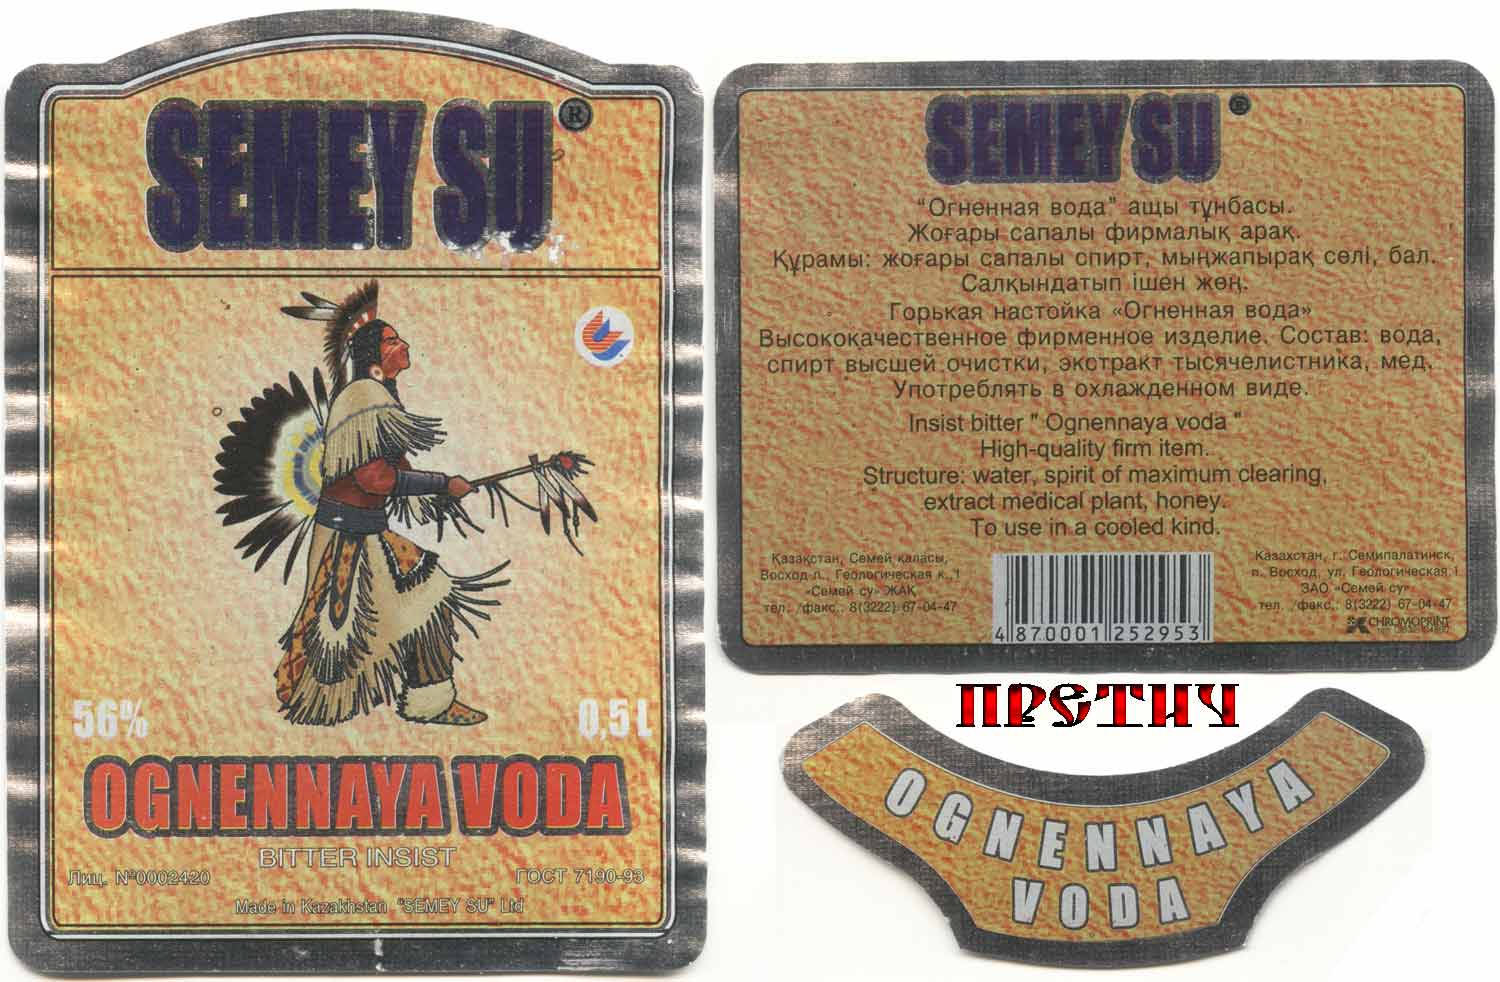 SEMEY SU®
56%
0,5 L
OGNENNAYA VODA
BITTER INSIST
Лиц. №0002420
ГОСТ 7190-93
Made in Kazakhstan "SEMEY SU" Ltd
SEMEY SU®
"Огненная вода" ащы тұнбасы.
Жоғары сапалы фирмалық арақ.
Құрамы: жоғары сапалы спирт, мыңжапырақ сөлі, бал.
Салқындатып ішен жөң.
Горькая настойка «Огненная вода»
Высококачественное фирменное изделие. Состав: вода,
спирт высшей очистки, экстракт тысячелистника, мед.
Употреблять в охлажденном виде.
Insist bitter " Ognennaya voda "
High-quality firm item.
Structure: water, spirit of maximum clearing,
extract medical plant, honey.
To use in a cooled kind.
Қазақстан, Семей қаласы,
Восход п., Геологическая к.,1
«Семей су» ЖАҚ
тел. /факс.: 8(3222) 67-04-47
4 870001 252953
Казахстан, г. Семипалатинск,
п. Восход, ул. Геологическая,1
ЗАО «Семей су»
тел. /факс.: 8(3222) 67-04-47
CHROMOPRINT
ПРЕТИЧ
OGNENNAYA
VODA